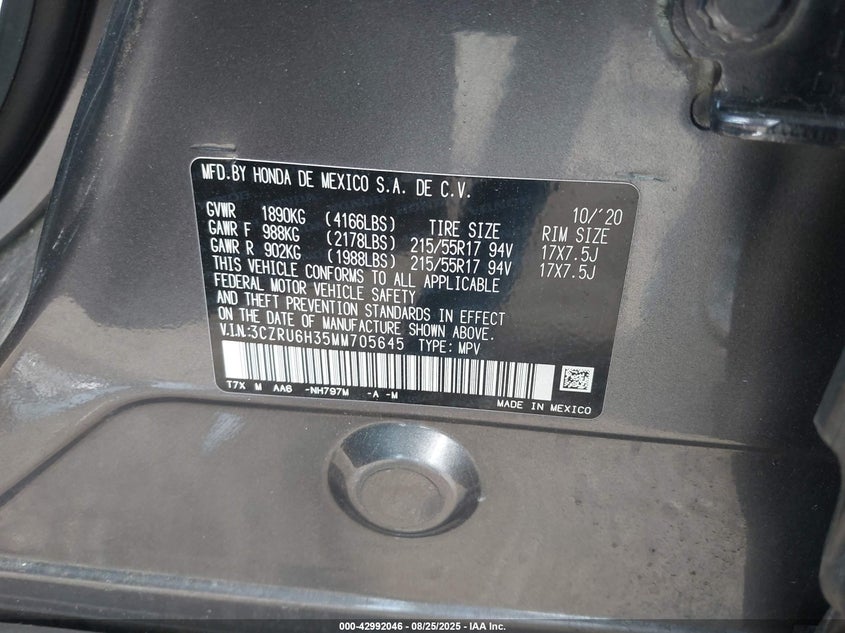 MFD.BY HONDA DE MEXICO S.A. DE C.V.
10/'20
GVWR 1890KG (4166LBS) TIRE SIZE RIM SIZE
GAWR F 988KG (2178LBS) 215/55R17 94V 17X7.5J
GAWR R 902KG (1988LBS) 215/55R17 94V 17X7.5J
THIS VEHICLE CONFORMS TO ALL APPLICABLE
FEDERAL MOTOR VEHICLE SAFETY
AND THEFT PREVENTION STANDARDS IN EFFECT
ON THE DATE OF MANUFACTURE SHOWN ABOVE.
V.I.N:3CZRU6H35MM705645 TYPE: MPV
T7X M AA6 -NH797M -A -M
MADE IN MEXICO
000-42992046 - 08/25/2025 - IAA Inc.